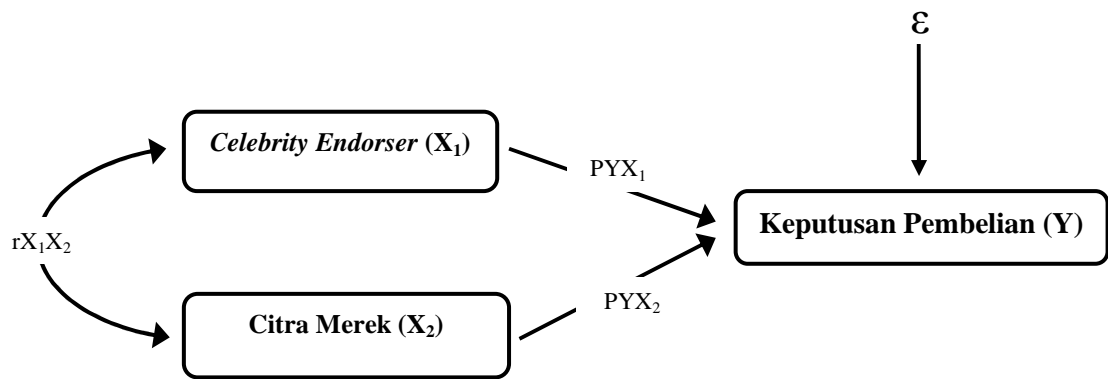 ε
Celebrity Endorser (X₁)
PYX₁
Keputusan Pembelian (Y)
rX₁X₂
PYX₂
Citra Merek (X₂)